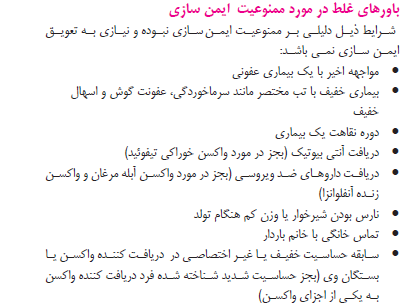 باورهای غلط در مورد ممنوعیت ایمن سازی
شرایط ذیل دلیلی بر ممنوعیت ایمن سازی نبوده و نیازی به تعویق
ایمن سازی نمی باشد:
• مواجهه اخیر با یک بیماری عفونی
• بیماری خفیف با تب مختصر مانند سرماخوردگی، عفونت گوش و اسهال
خفیف
• دوره نقاهت یک بیماری
• دریافت آنتی بیوتیک (بجز در مورد واکسن خوراکی تیفوئید)
• دریافت داروهای ضد ویروسی (بجز در مورد واکسن آبله مرغان و واکسن
زنده آنفلوانزا)
• نارس بودن شیرخوار یا وزن کم هنگام تولد
• تماس خانگی با خانم باردار
• سابقه حساسیت خفیف یا غیر اختصاصی در دریافت کننده واکسن یا
بستگان وی (بجز حساسیت شدید شناخته شده فرد دریافت کننده واکسن
به یکی از اجزای واکسن)